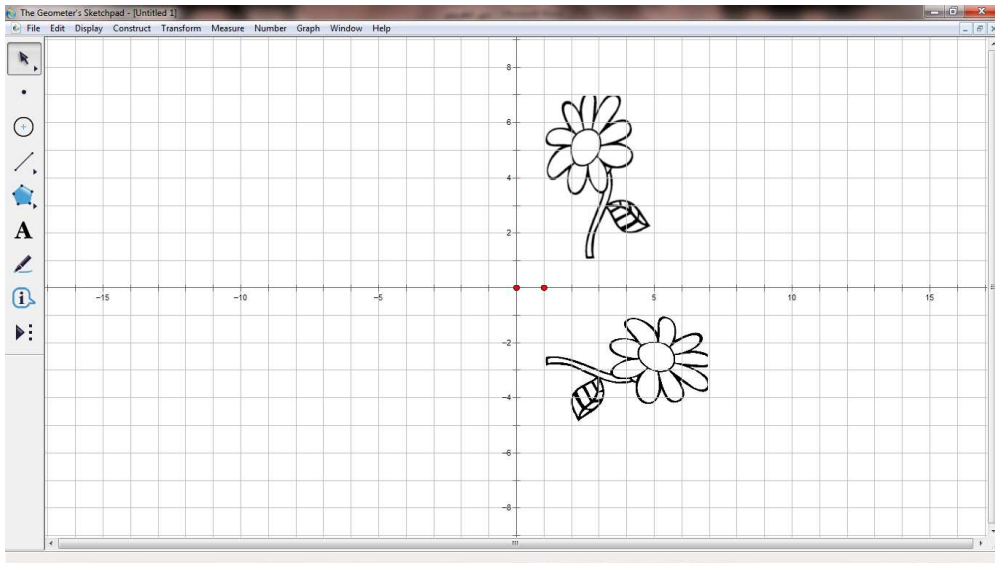 The Geometer's Sketchpad - [Untitled 1]
File Edit Display Construct Transform Measure Number Graph Window Help
A
8
6
4
2
-15 -10 -5 5 10 15
-2
-4
-6
-8